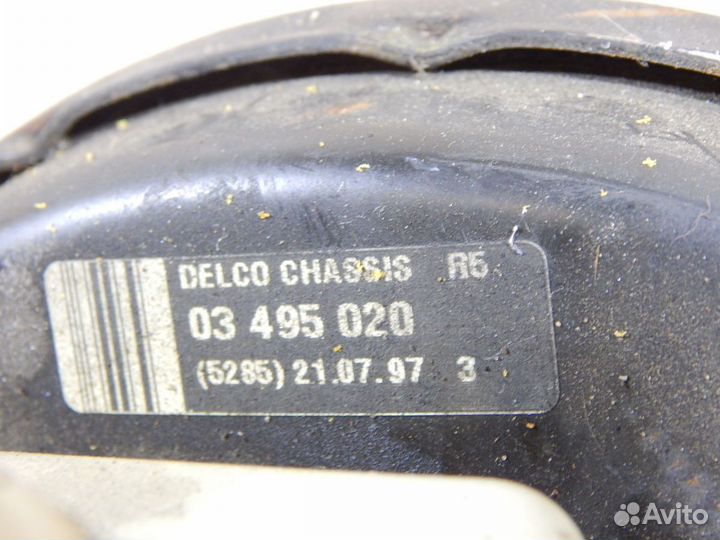 DELCO CHASSIS R5
03 495 020
(5285) 21.07.97 3
Avito